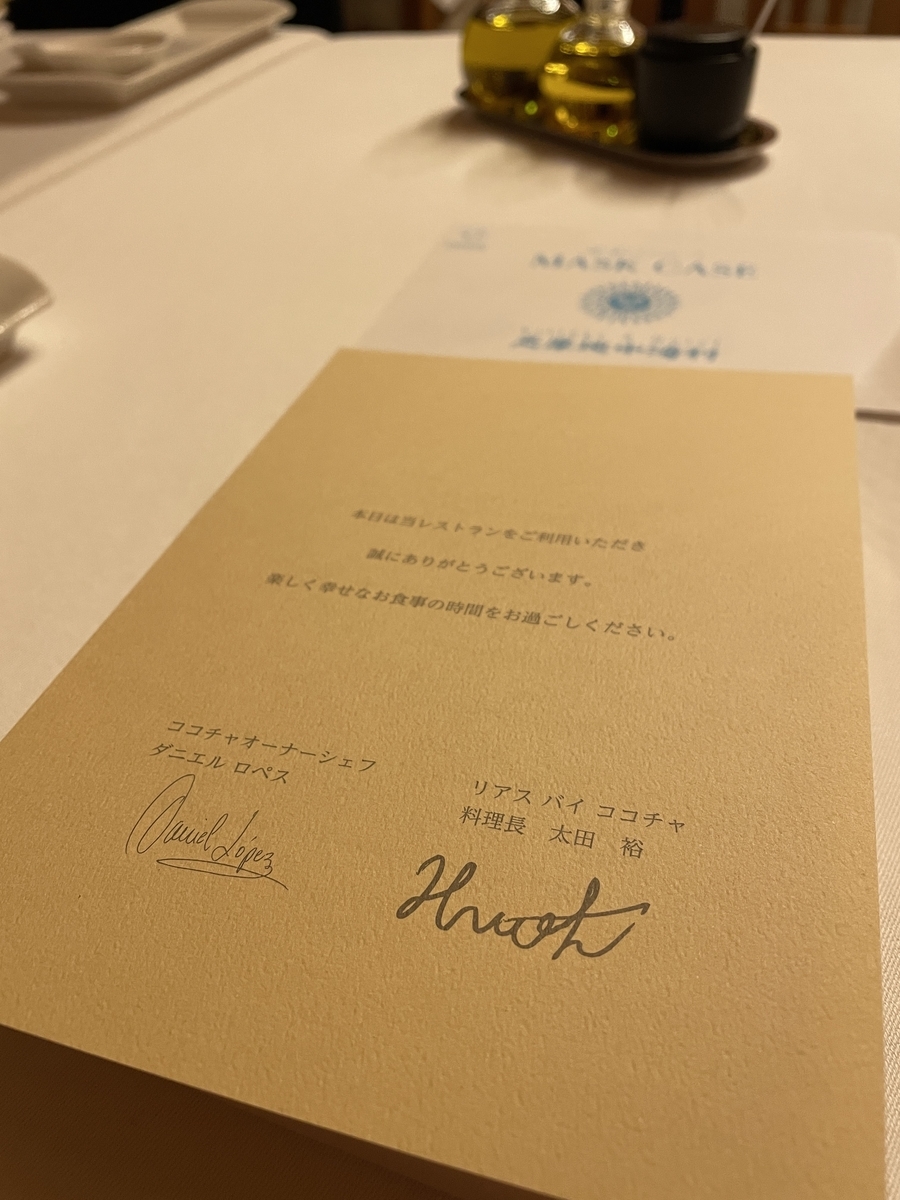 MASK CASE
本日は当レストランをご利用いただき
誠にありがとうございます。
楽しく幸せなお食事の時間をお過ごしください。
ココチャオーナーシェフ
ダニエル ロペス
Daniel López
リアス バイ ココチャ
料理長　太田　裕